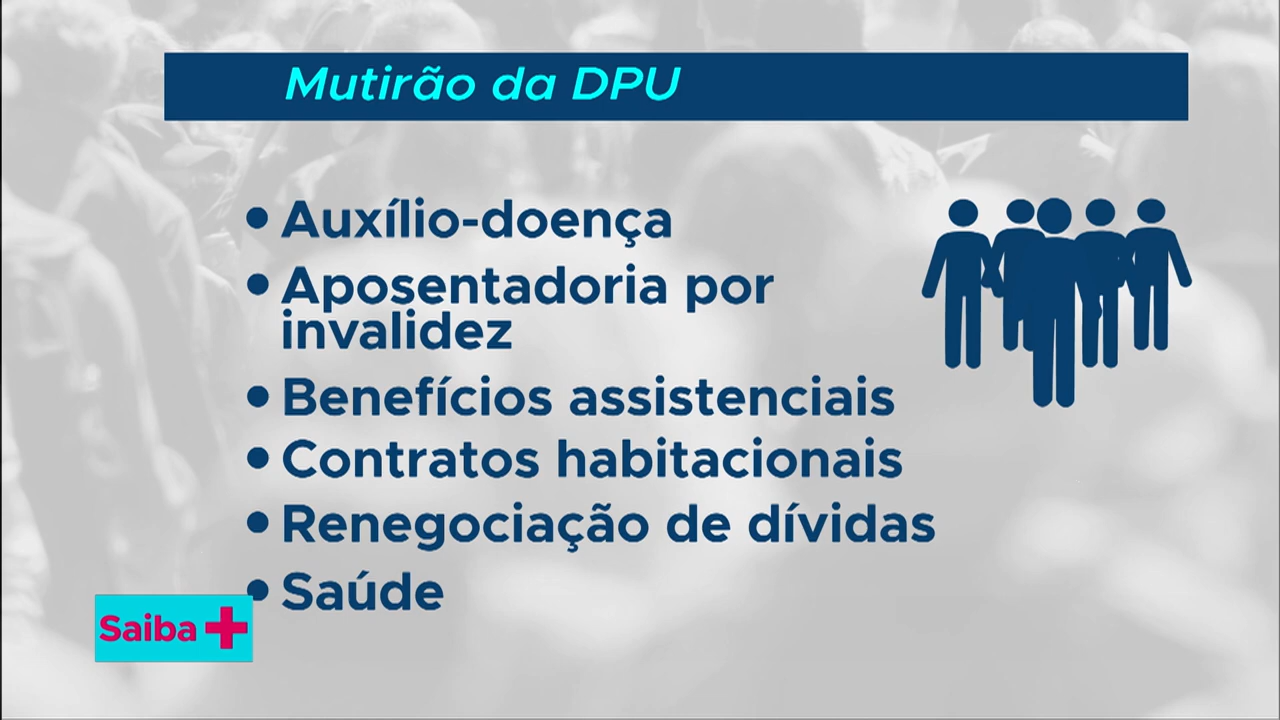 Mutirão da DPU
• Auxílio-doença
• Aposentadoria por
invalidez
• Benefícios assistenciais
• Contratos habitacionais
• Renegociação de dívidas
• Saúde
Saiba +